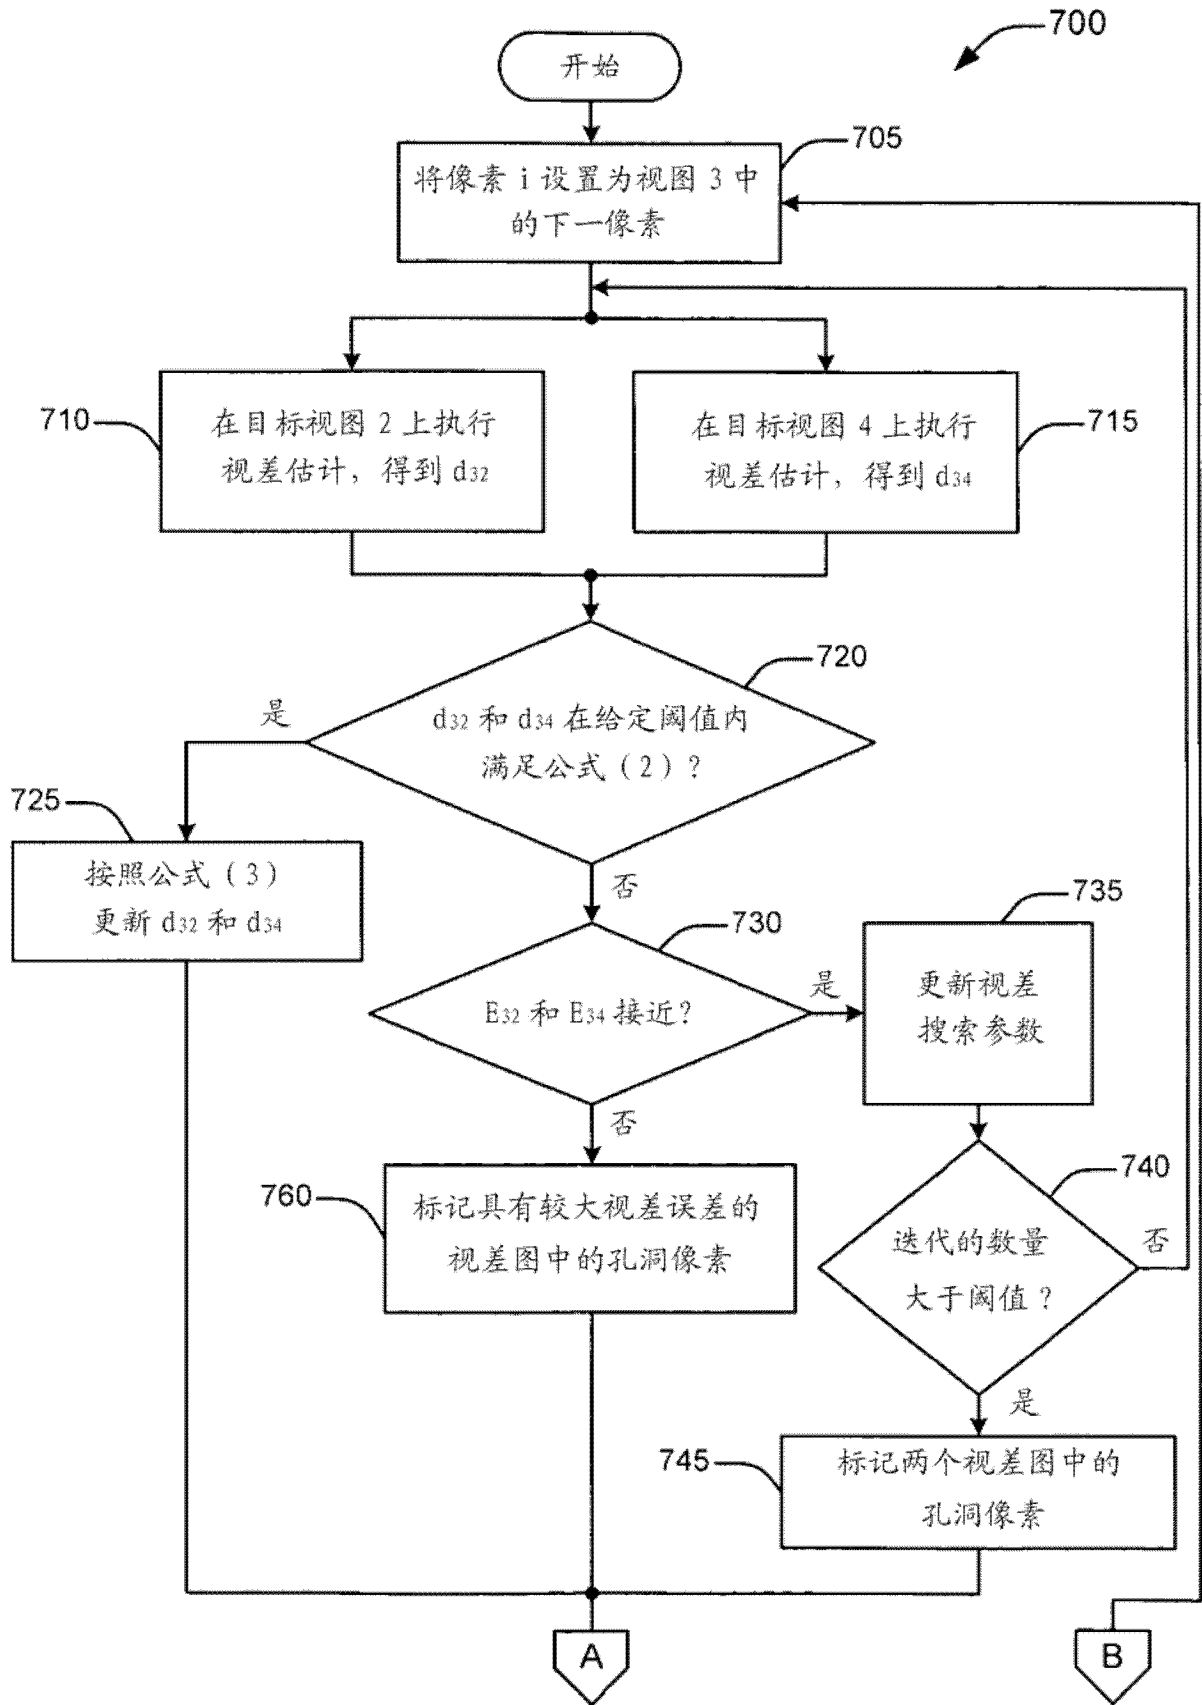 700
开始
705
将像素 i 设置为视图 3 中
的下一像素
710
在目标视图 2 上执行
视差估计，得到 d32
715
在目标视图 4 上执行
视差估计，得到 d34
720
d32 和 d34 在给定阈值内
满足公式（2）？
是
725
按照公式（3）
更新 d32 和 d34
否
730
E32 和 E34 接近？
是
735
更新视差
搜索参数
否
740
迭代的数量
大于阈值？
否
760
标记具有较大视差误差的
视差图中的孔洞像素
是
745
标记两个视差图中的
孔洞像素
A
B